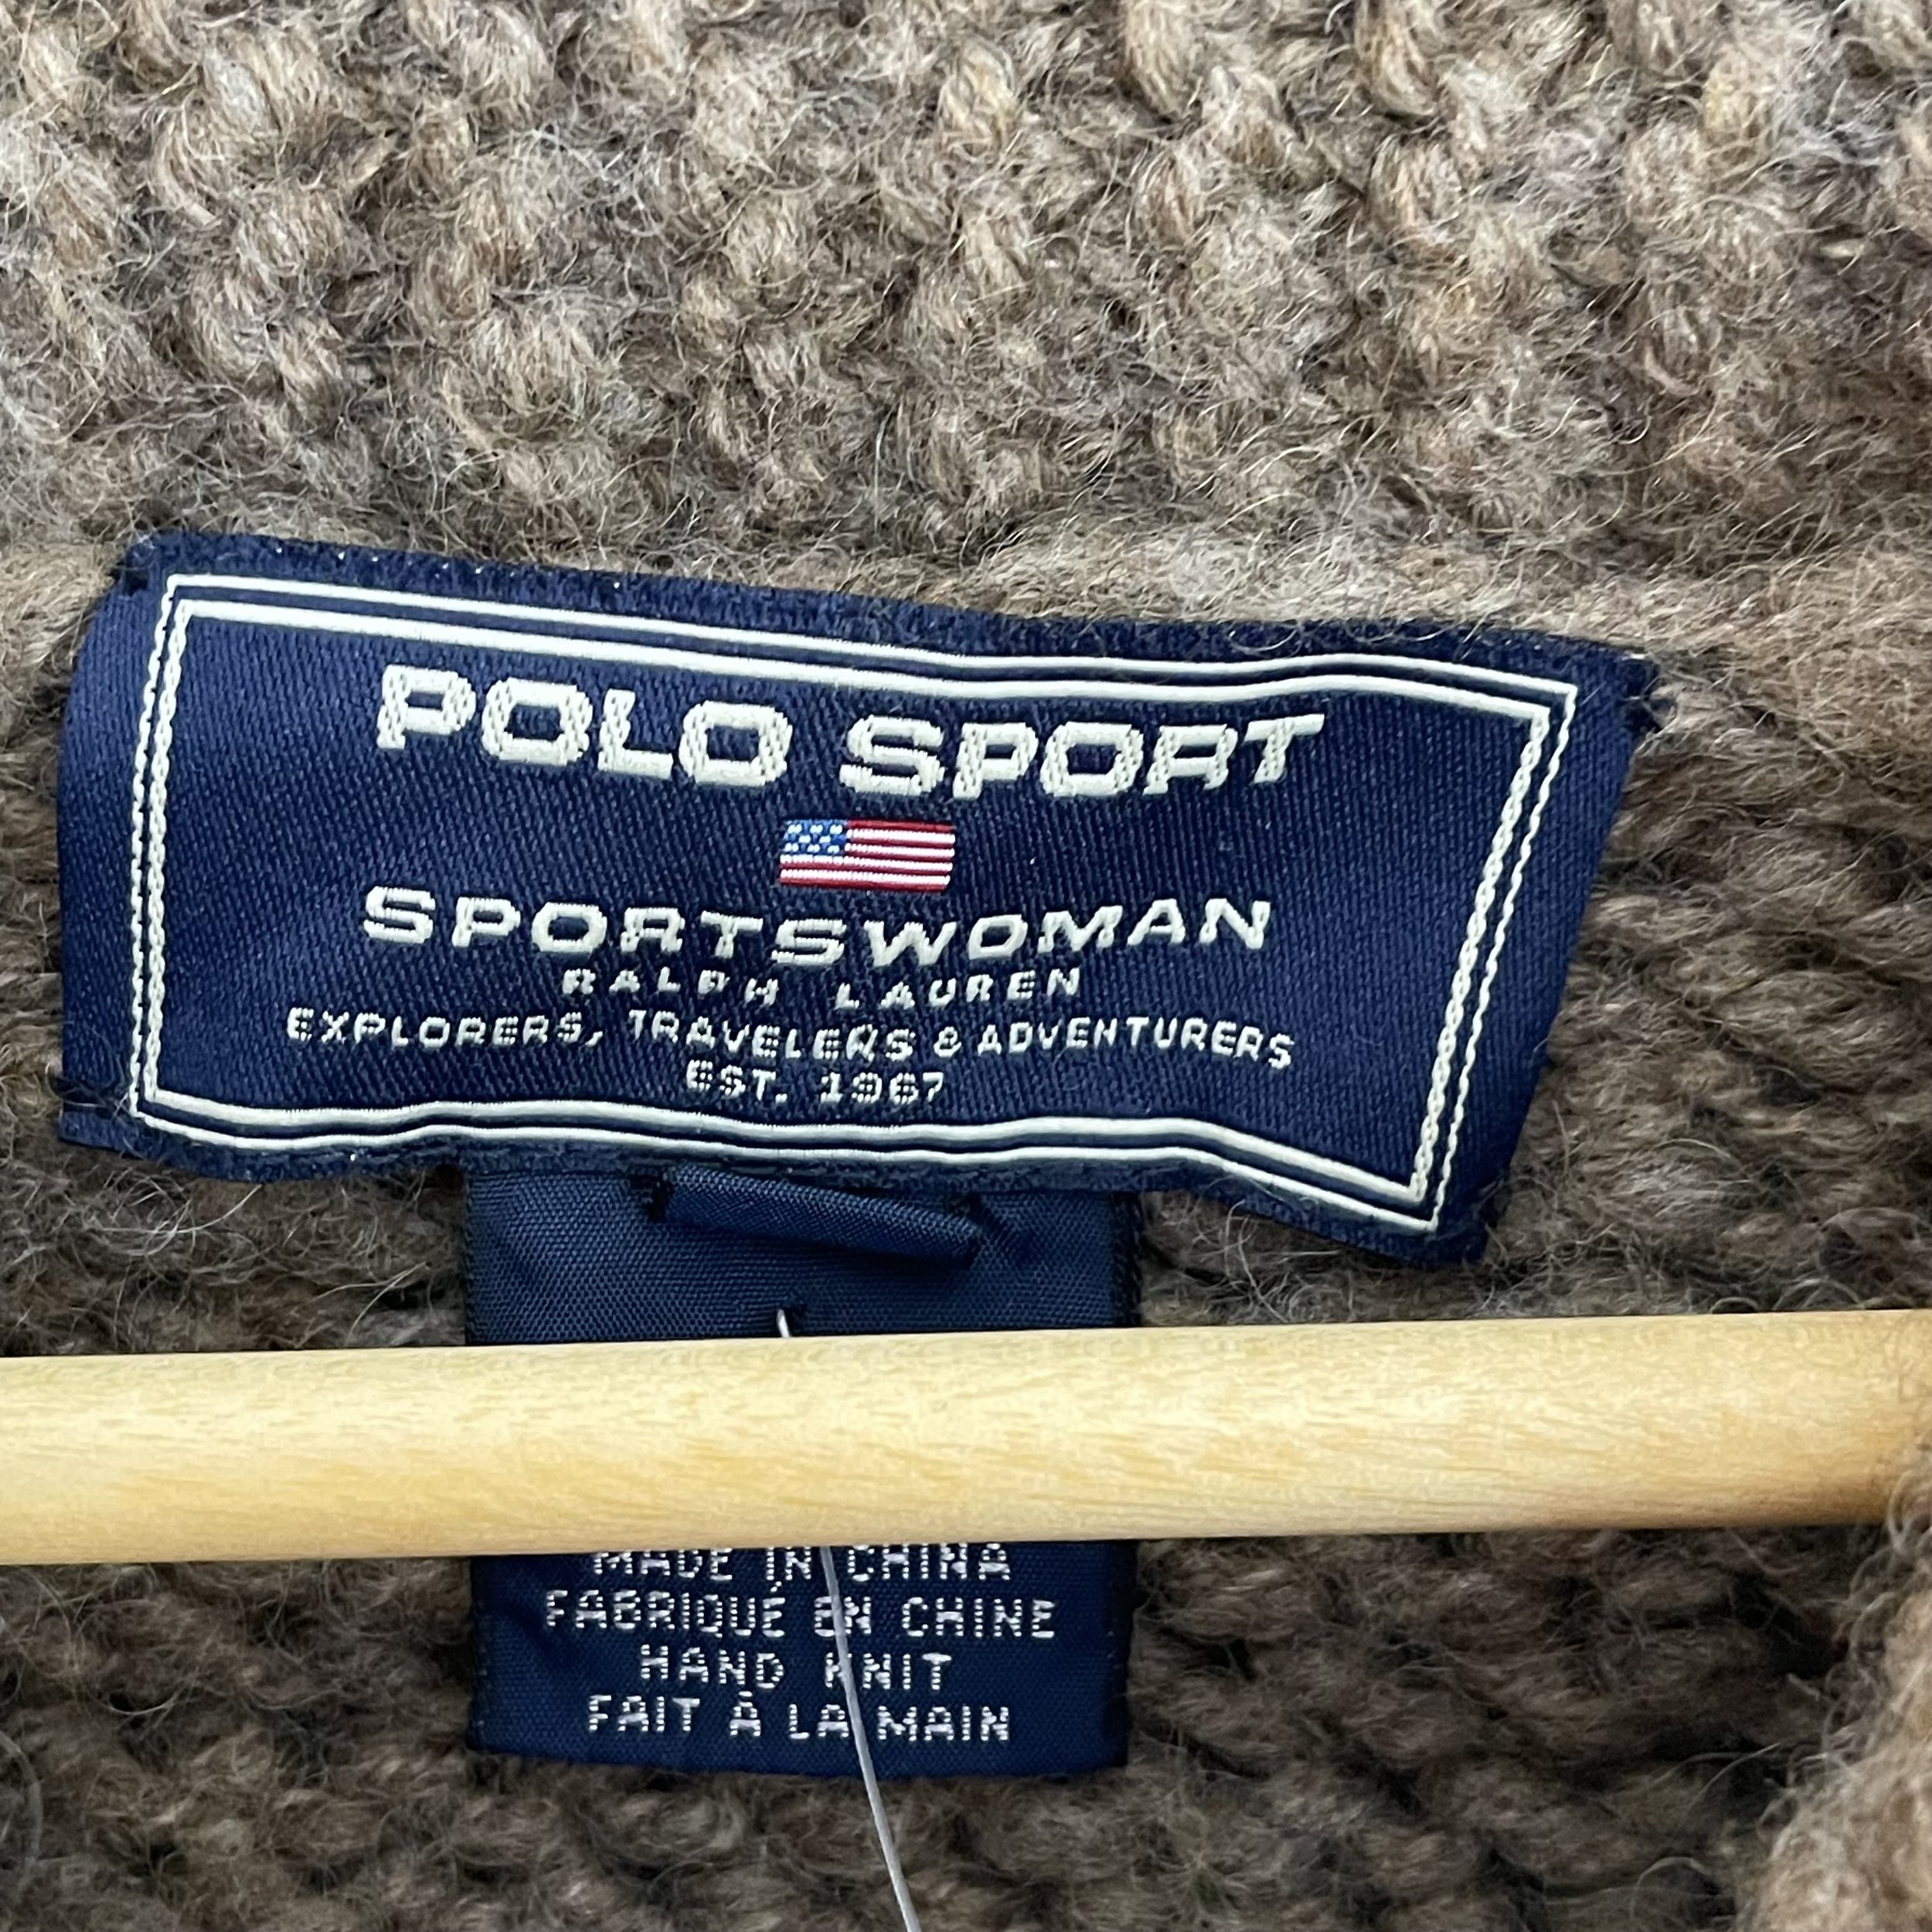 POLO SPORT
SPORTSWOMAN
RALPH LAUREN
EXPLORERS, TRAVELERS & ADVENTURERS
EST. 1967
MADE IN CHINA
FABRIQUÉ EN CHINE
HAND KNIT
FAIT À LA MAIN